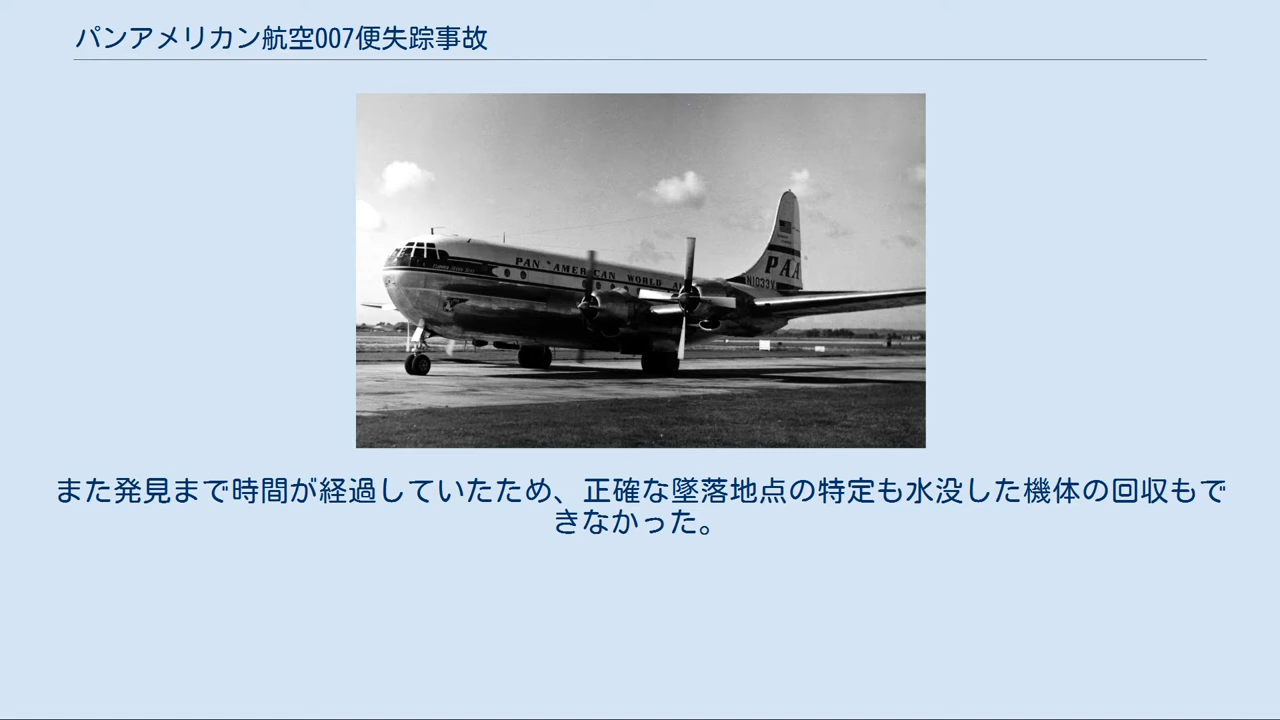 パンアメリカン航空007便失踪事故
PAN AMERICAN WORLD
PAA
N1033V
また発見まで時間が経過していたため、正確な墜落地点の特定も水没した機体の回収もで
きなかった。